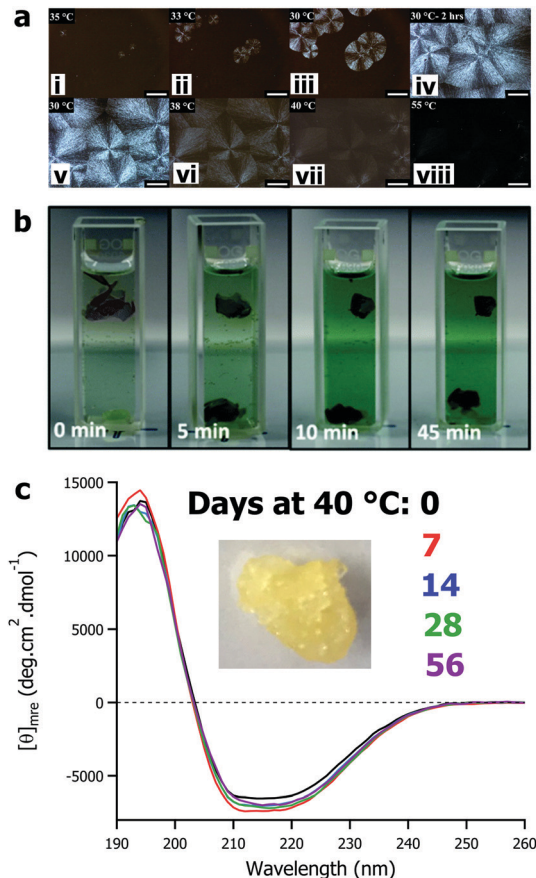 a
35 °C
33 °C
30 °C
30 °C- 2 hrs
i
ii
iii
iv
30 °C
38 °C
40 °C
55 °C
v
vi
vii
viii
b
0 min
5 min
10 min
45 min
c
Days at 40 °C: 0
7
14
28
56
15000
10000
5000
0
-5000
[θ]mre (deg.cm².dmol⁻¹)
190 200 210 220 230 240 250 260
Wavelength (nm)